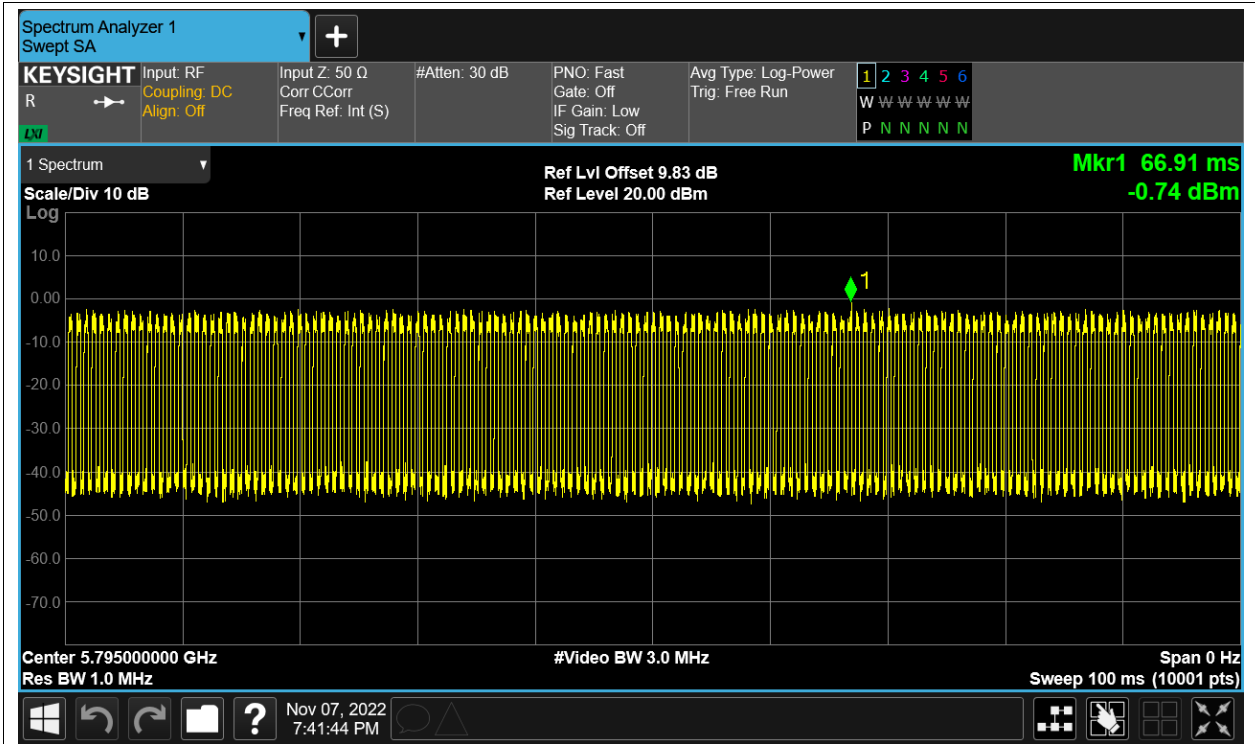 Spectrum Analyzer 1
Swept SA
KEYSIGHT
R
LXI
Input: RF
Coupling: DC
Align: Off
Input Z: 50 Ω
Corr CCorr
Freq Ref: Int (S)
#Atten: 30 dB
PNO: Fast
Gate: Off
IF Gain: Low
Sig Track: Off
Avg Type: Log-Power
Trig: Free Run
1 2 3 4 5 6
W W W W W W
P N N N N N
1 Spectrum
Scale/Div 10 dB
Log
Ref Lvl Offset 9.83 dB
Ref Level 20.00 dBm
Mkr1 66.91 ms
-0.74 dBm
1
10.0
0.00
-10.0
-20.0
-30.0
-40.0
-50.0
-60.0
-70.0
Center 5.795000000 GHz
Res BW 1.0 MHz
#Video BW 3.0 MHz
Span 0 Hz
Sweep 100 ms (10001 pts)
?
Nov 07, 2022
7:41:44 PM